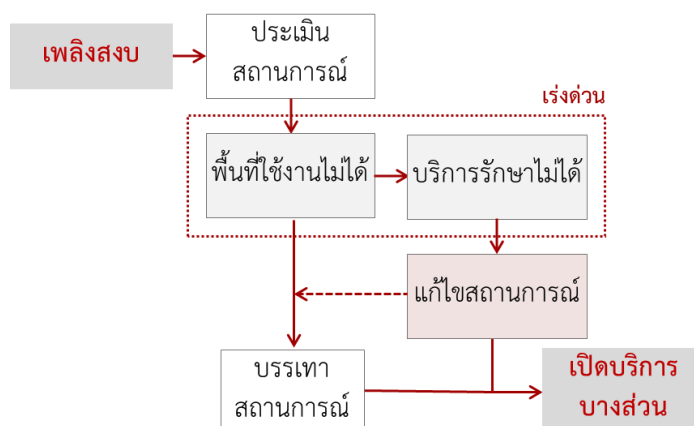 เพลิงสงบ
ประเมิน
สถานการณ์
เร่งด่วน
พื้นที่ใช้งานไม่ได้
บริการรักษาไม่ได้
แก้ไขสถานการณ์
บรรเทา
สถานการณ์
เปิดบริการ
บางส่วน